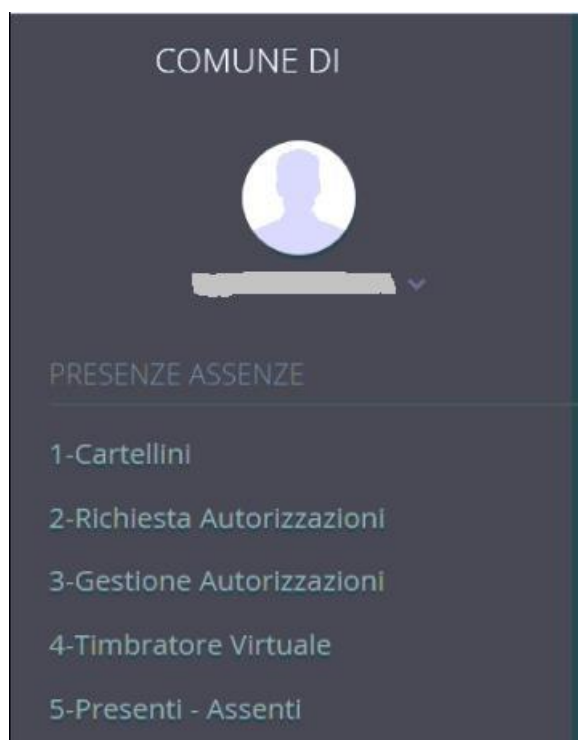 COMUNE DI
PRESENZE ASSENZE
1-Cartellini
2-Richiesta Autorizzazioni
3-Gestione Autorizzazioni
4-Timbratore Virtuale
5-Presenti - Assenti